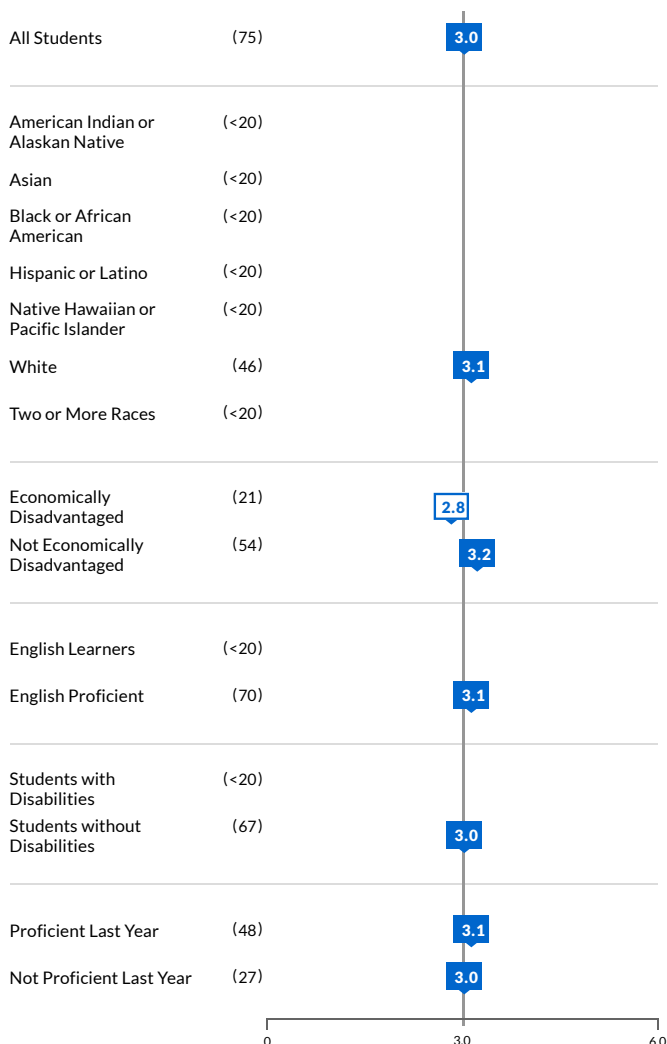 All Students (75) 3.0
American Indian or (<20)
Alaskan Native
Asian (<20)
Black or African (<20)
American
Hispanic or Latino (<20)
Native Hawaiian or (<20)
Pacific Islander
White (46) 3.1
Two or More Races (<20)
Economically (21) 2.8
Disadvantaged
Not Economically (54) 3.2
Disadvantaged
English Learners (<20)
English Proficient (70) 3.1
Students with (<20)
Disabilities
Students without (67) 3.0
Disabilities
Proficient Last Year (48) 3.1
Not Proficient Last Year (27) 3.0
0 3.0 6.0